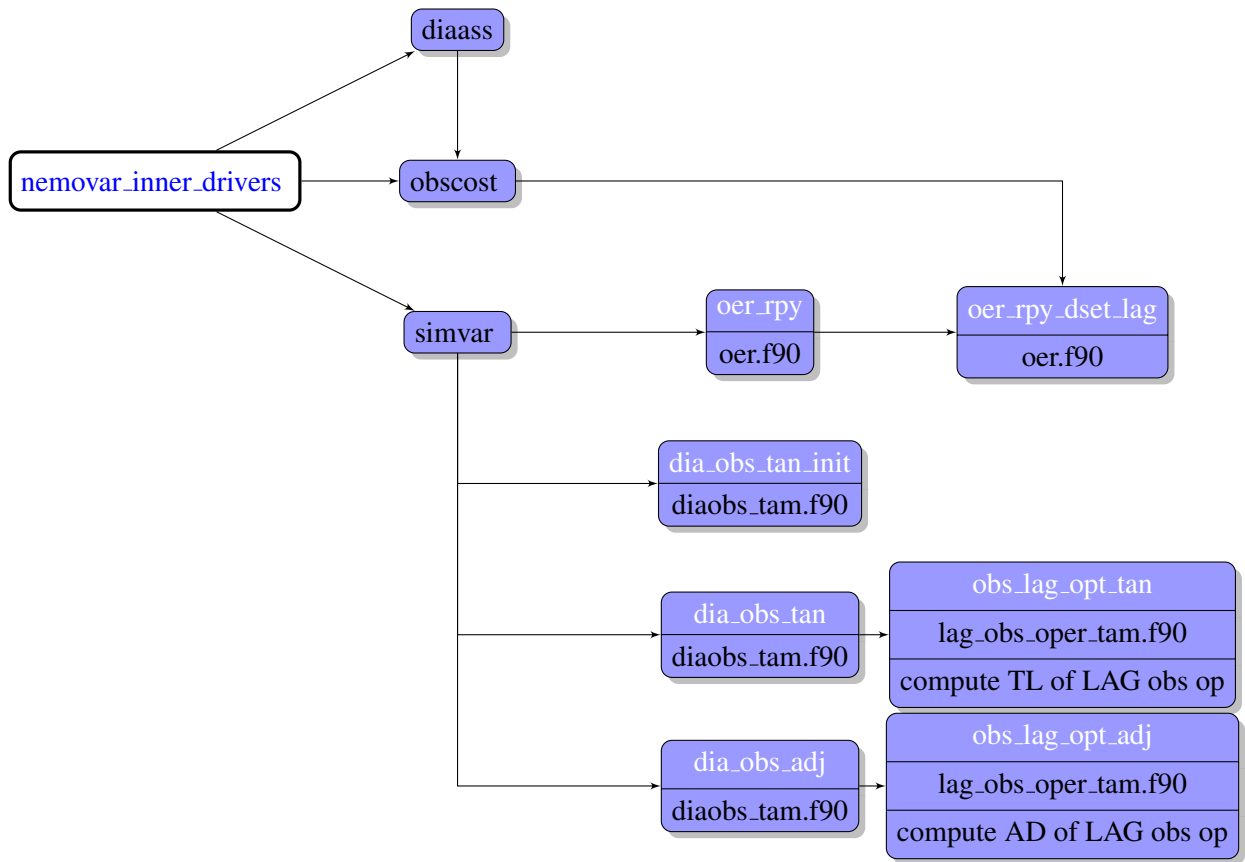 diaass
nemovar_inner_drivers
obscost
simvar
oer_rpy
oer.f90
oer_rpy_dset_lag
oer.f90
dia_obs_tan_init
diaobs_tam.f90
dia_obs_tan
diaobs_tam.f90
obs_lag_opt_tan
lag_obs_oper_tam.f90
compute TL of LAG obs op
dia_obs_adj
diaobs_tam.f90
obs_lag_opt_adj
lag_obs_oper_tam.f90
compute AD of LAG obs op